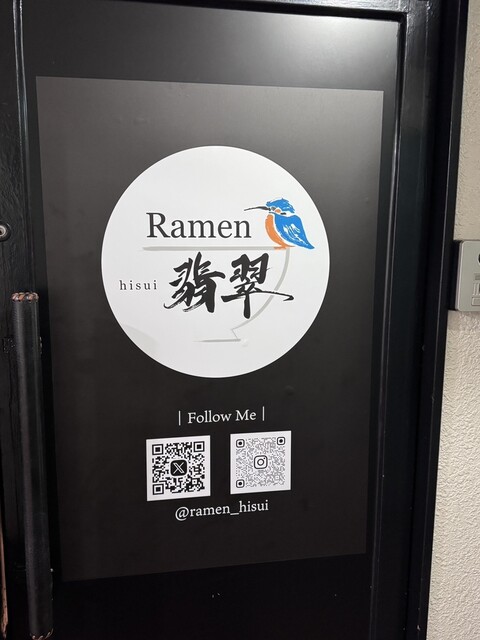 Ramen
hisui 翡翠
| Follow Me |
@ramen_hisui